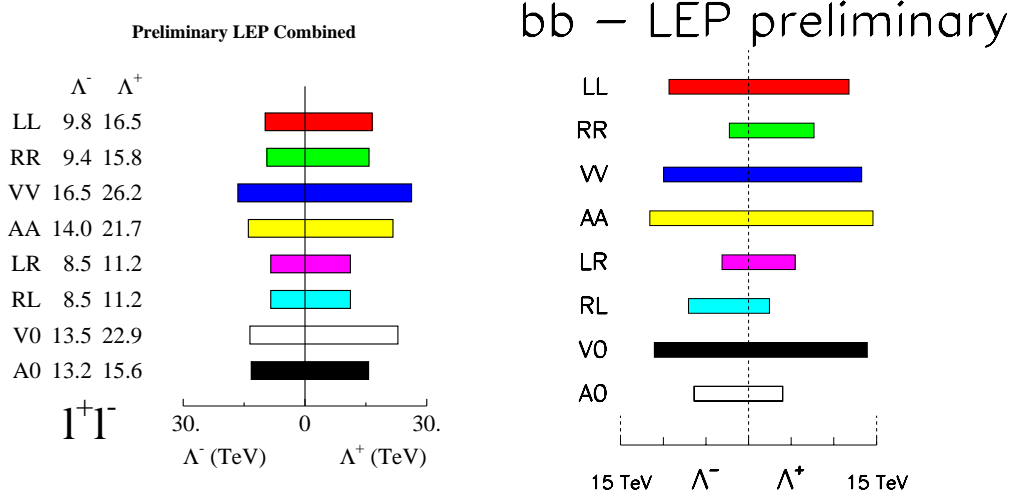 Preliminary LEP Combined
Λ⁻ Λ⁺
LL 9.8 16.5
RR 9.4 15.8
VV 16.5 26.2
AA 14.0 21.7
LR 8.5 11.2
RL 8.5 11.2
V0 13.5 22.9
A0 13.2 15.6
l⁺l⁻
30. 0 30.
Λ⁻ (TeV) Λ⁺ (TeV)
bb – LEP preliminary
LL
RR
VV
AA
LR
RL
V0
A0
15 TeV Λ⁻ Λ⁺ 15 TeV